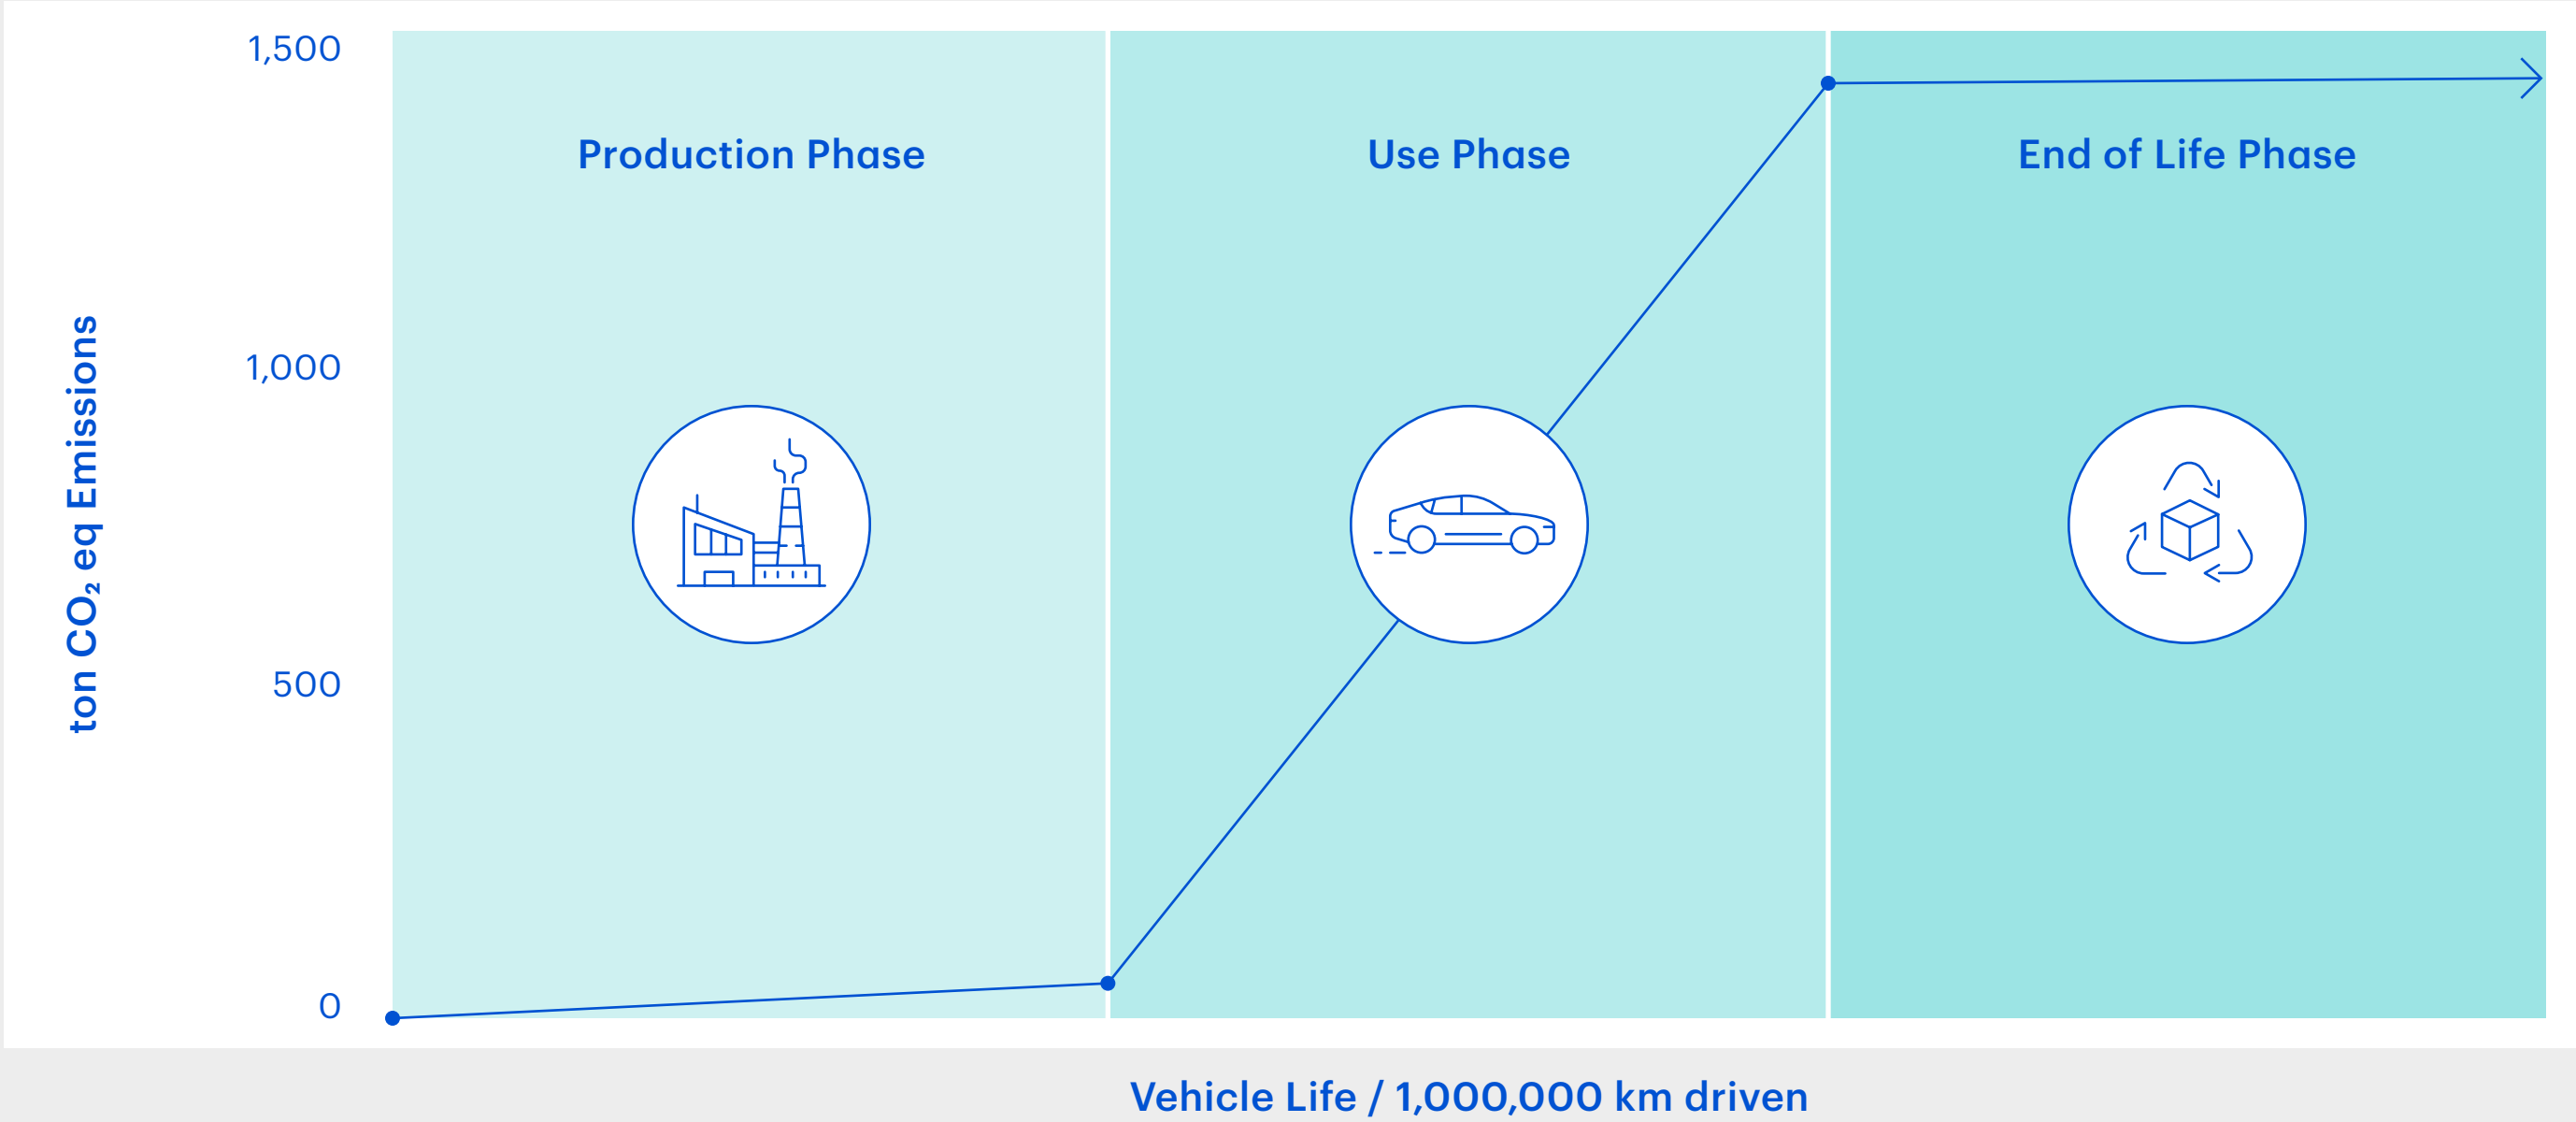 1,500
1,000
500
0
ton CO₂ eq Emissions
Production Phase
Use Phase
End of Life Phase
Vehicle Life / 1,000,000 km driven